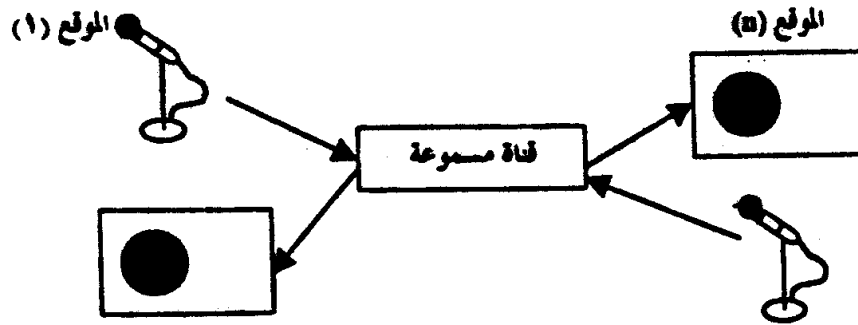 الموقع (n)
الموقع (١)
قناة مسموعة